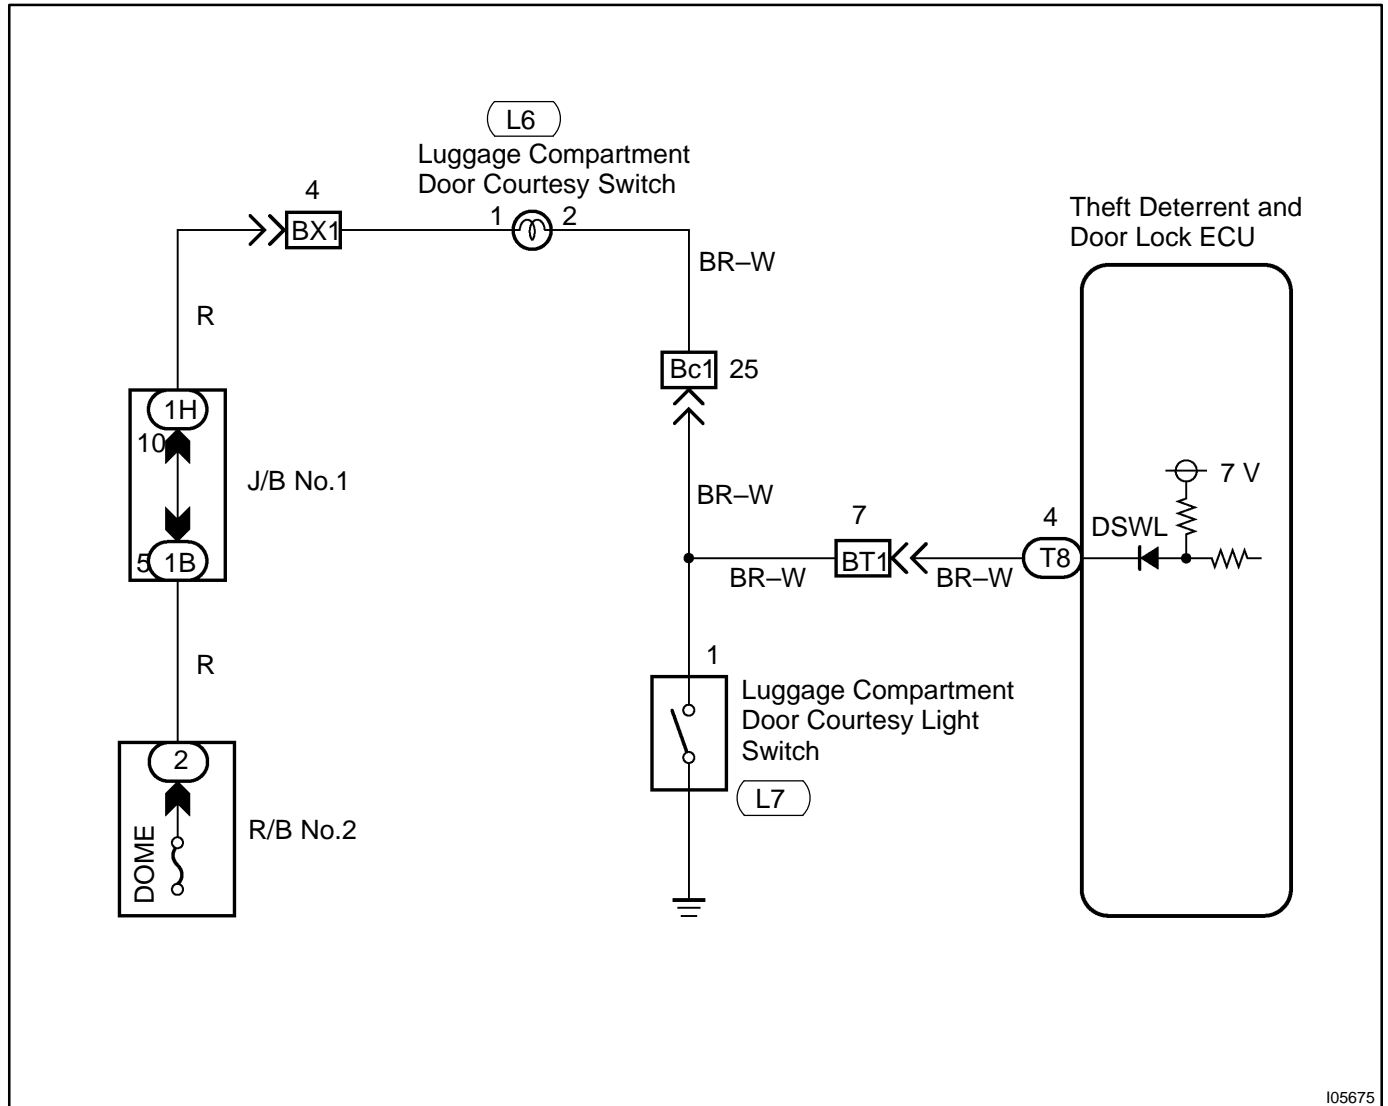 L6
Luggage Compartment
Door Courtesy Switch
4
BX1
1
2
BR–W
R
Bc1
25
1H
10
J/B No.1
5
1B
BR–W
7
BT1
BR–W
BR–W
4
T8
Theft Deterrent and
Door Lock ECU
7 V
DSWL
R
1
Luggage Compartment
Door Courtesy Light
Switch
L7
2
DOME
R/B No.2
I05675